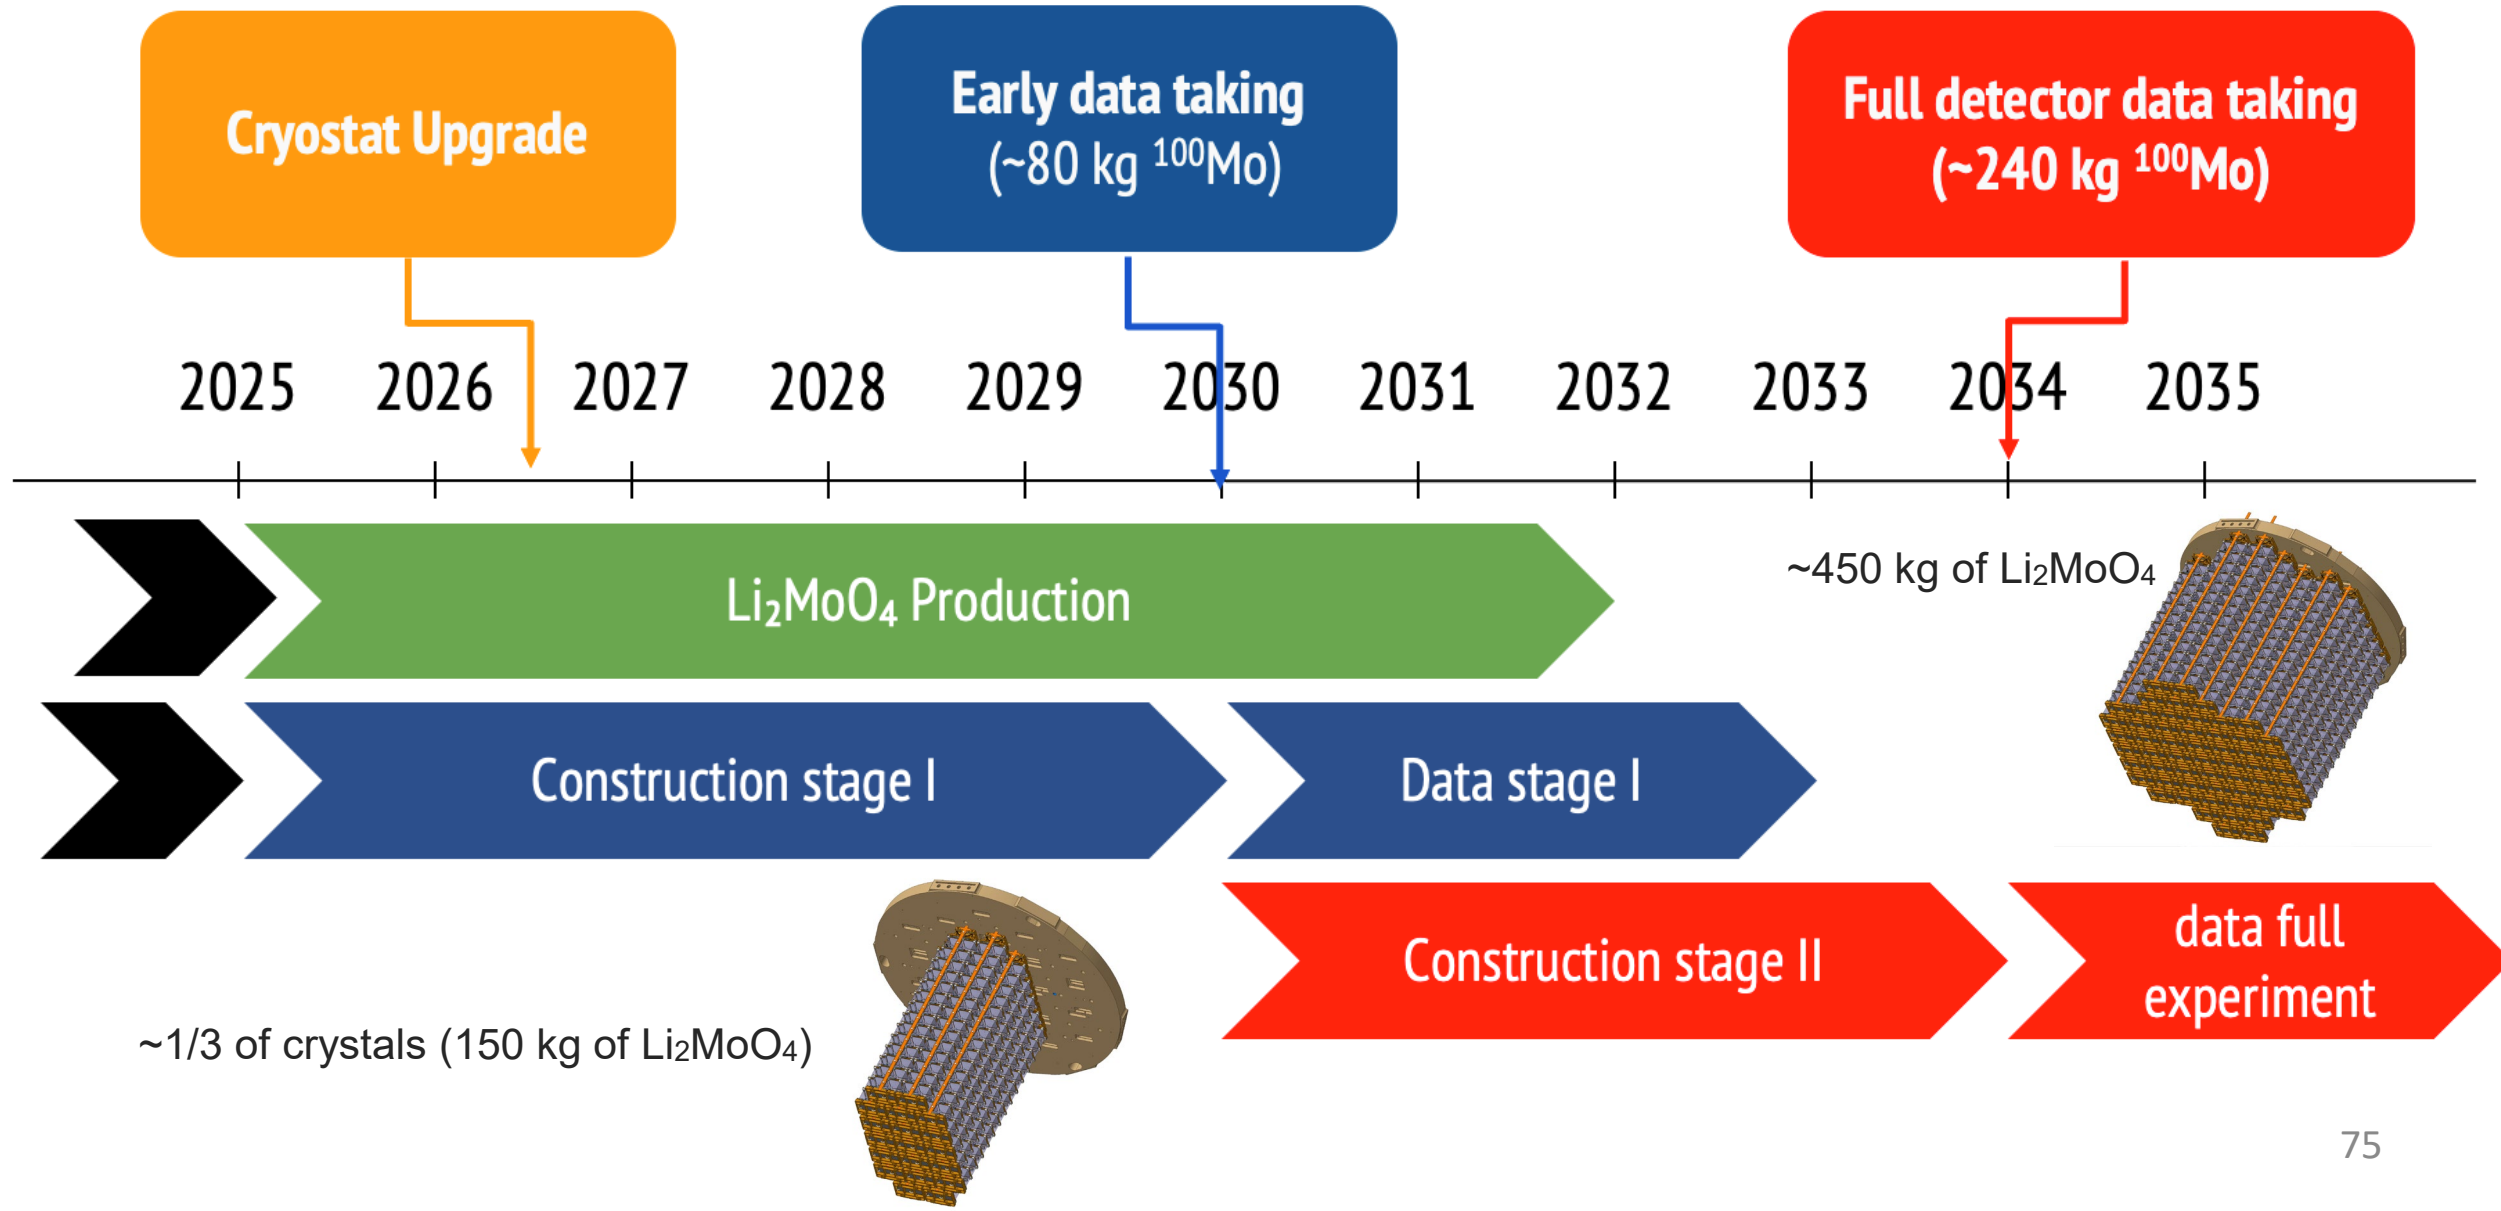 Cryostat Upgrade
Early data taking
(~80 kg ¹⁰⁰Mo)
Full detector data taking
(~240 kg ¹⁰⁰Mo)
2025 2026 2027 2028 2029 2030 2031 2032 2033 2034 2035
Li₂MoO₄ Production
~450 kg of Li₂MoO₄
Construction stage I
Data stage I
Construction stage II
data full
experiment
~1/3 of crystals (150 kg of Li₂MoO₄)
75